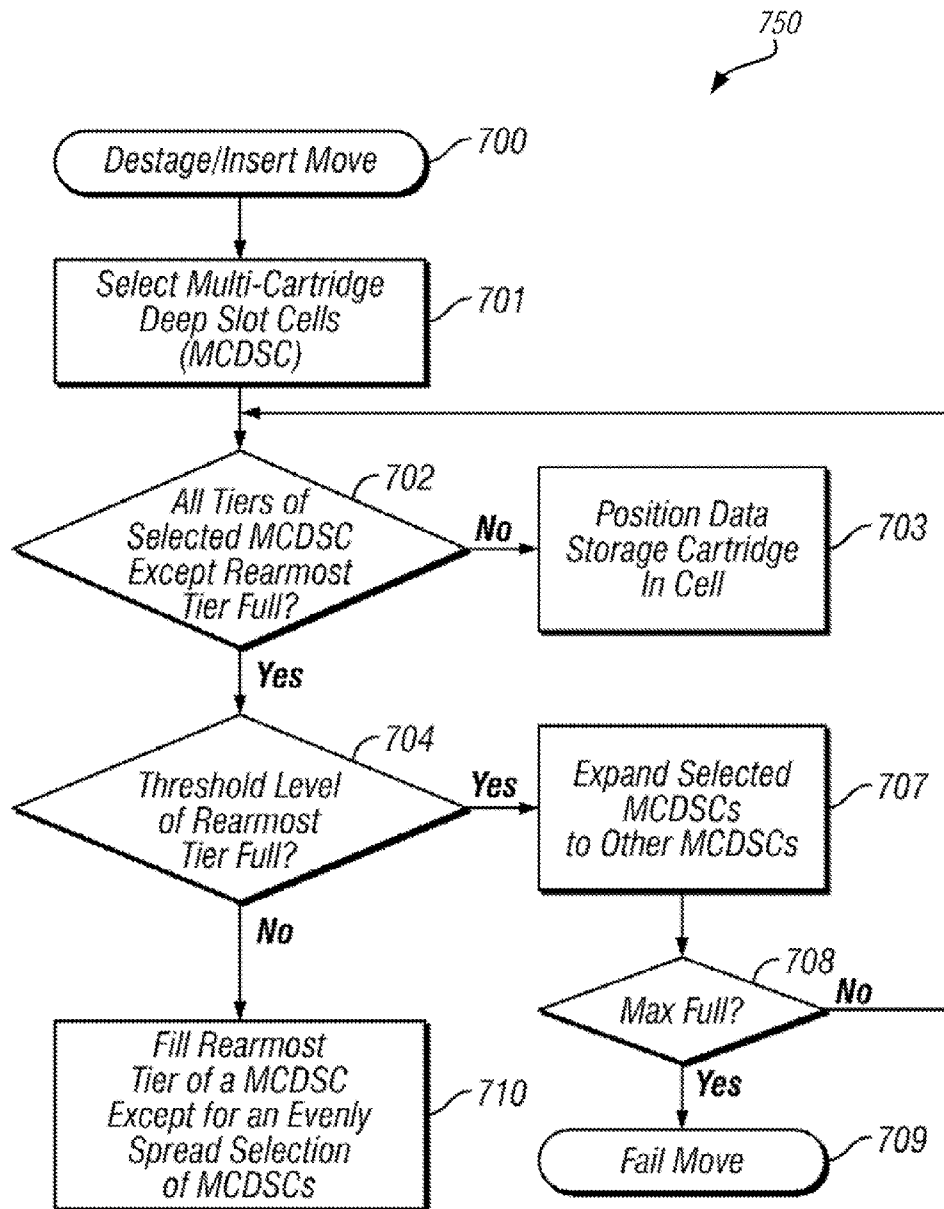 750
Destage/Insert Move
700
Select Multi-Cartridge
Deep Slot Cells
(MCDSC)
701
All Tiers of
Selected MCDSC
Except Rearmost
Tier Full?
702
No
Position Data
Storage Cartridge
In Cell
703
Yes
Threshold Level
of Rearmost
Tier Full?
704
Yes
Expand Selected
MCDSCs
to Other MCDSCs
707
No
Max Full?
708
No
Fill Rearmost
Tier of a MCDSC
Except for an Evenly
Spread Selection
of MCDSCs
710
Yes
Fail Move
709